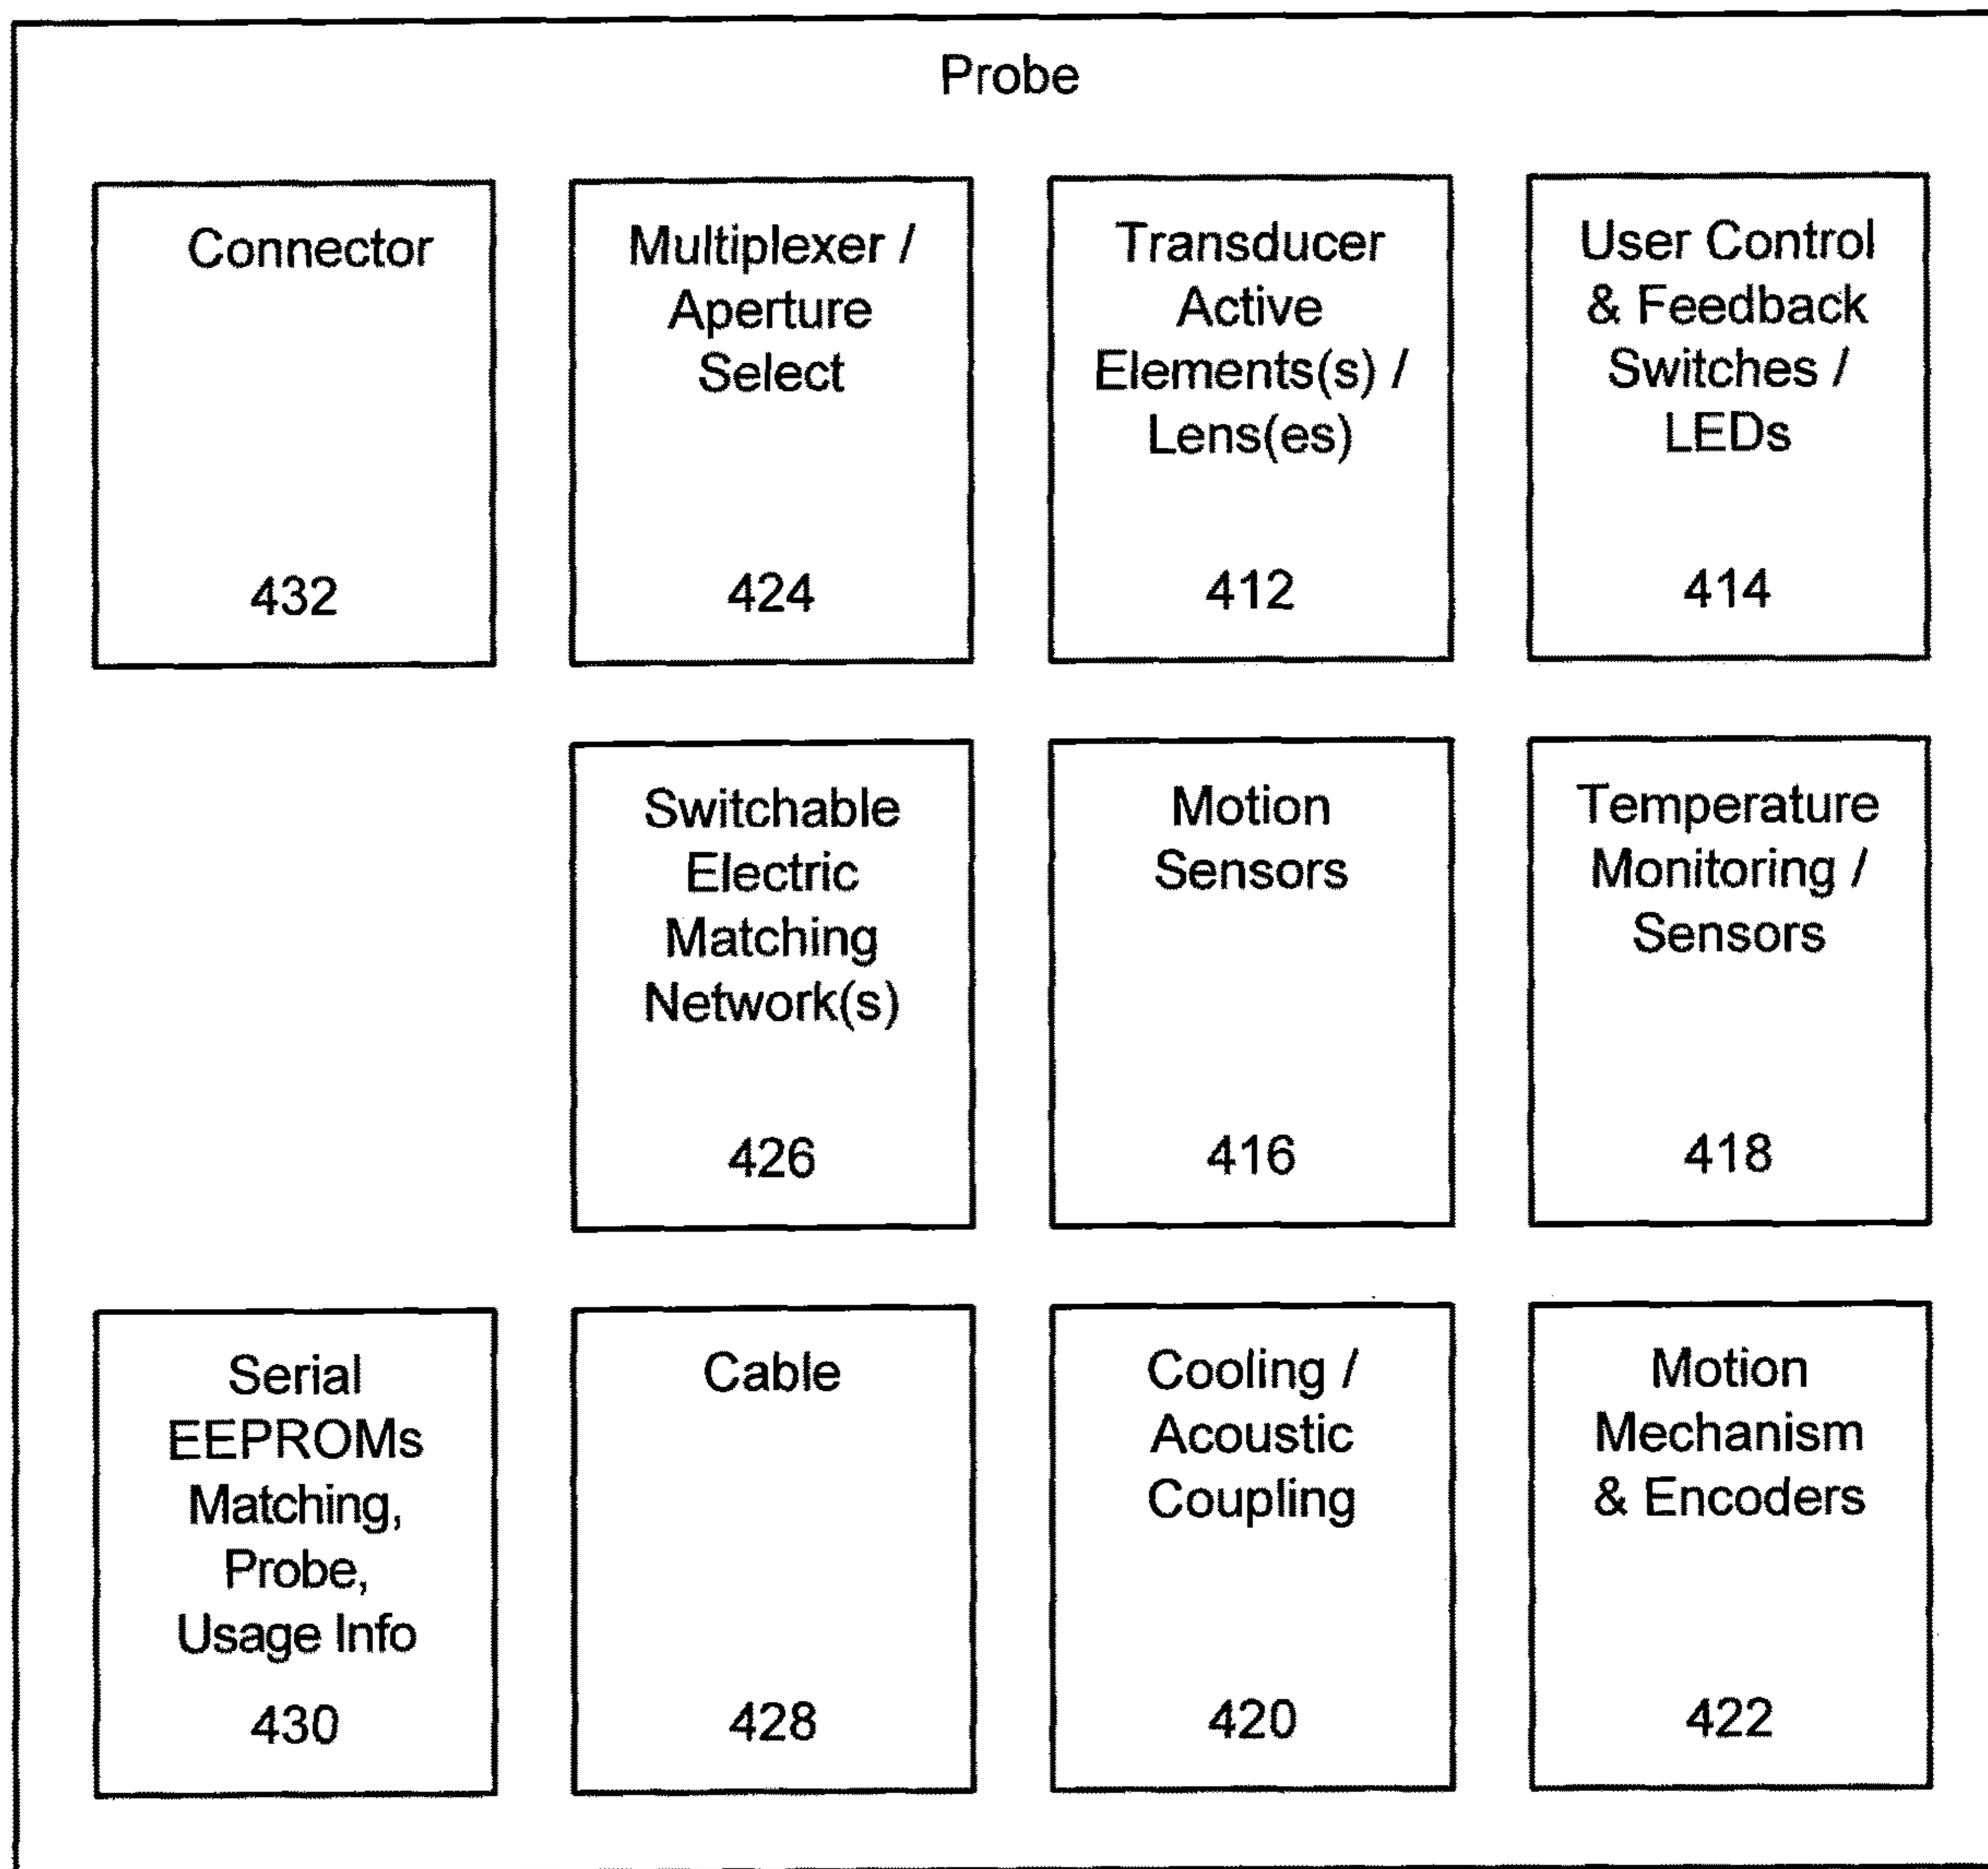 Probe
Connector
432
Multiplexer /
Aperture
Select
424
Transducer
Active
Elements(s) /
Lens(es)
412
User Control
& Feedback
Switches /
LEDs
414
Switchable
Electric
Matching
Network(s)
426
Motion
Sensors
416
Temperature
Monitoring /
Sensors
418
Serial
EEPROMs
Matching,
Probe,
Usage Info
430
Cable
428
Cooling /
Acoustic
Coupling
420
Motion
Mechanism
& Encoders
422